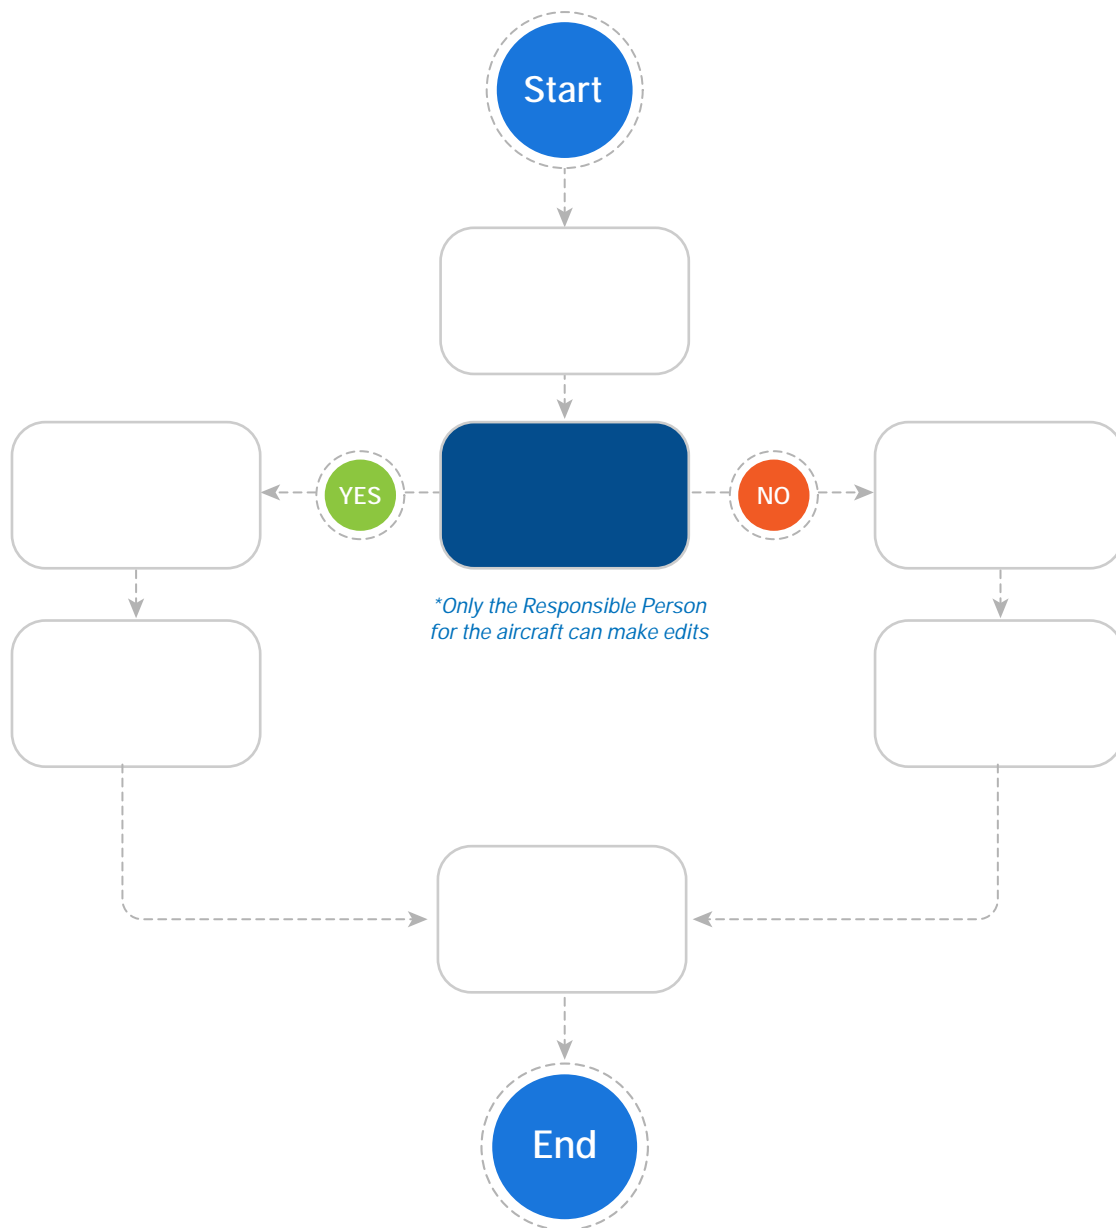 Start
YES
NO
*Only the Responsible Person
for the aircraft can make edits
End